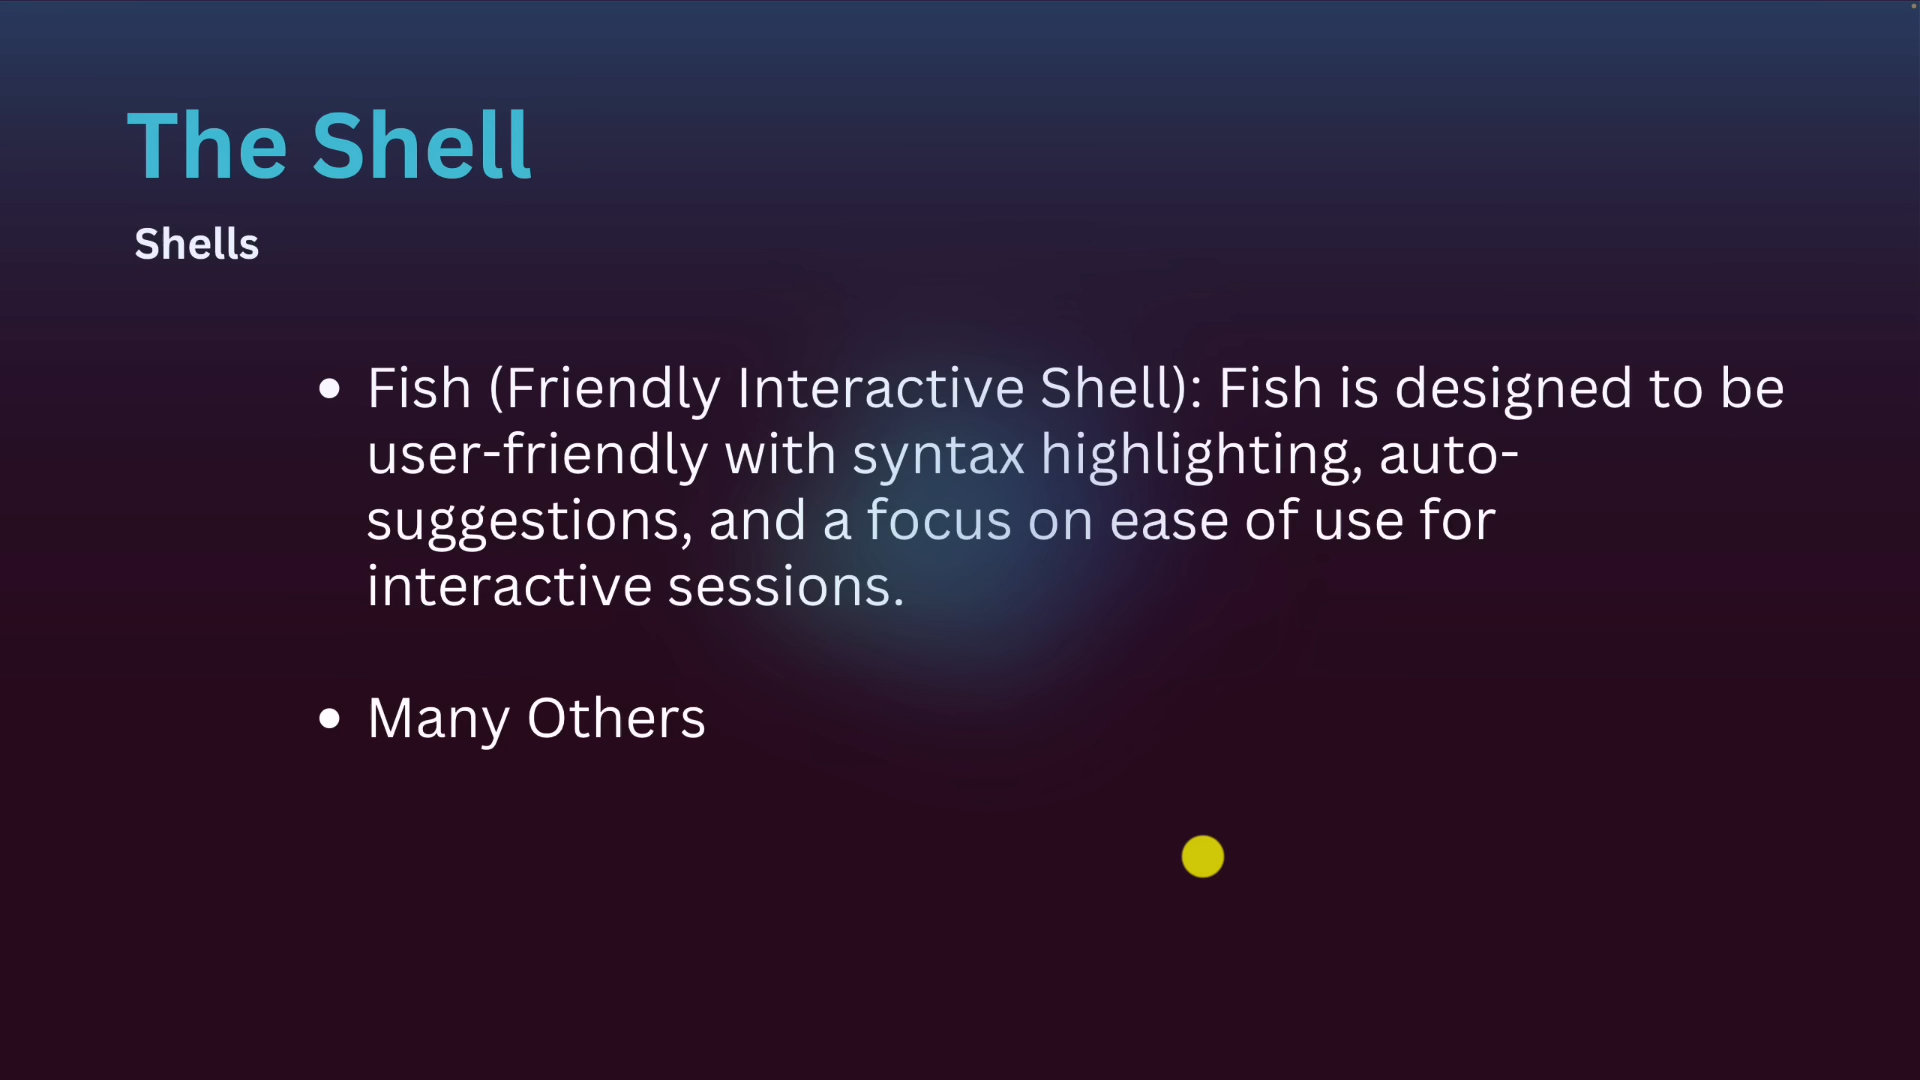 The Shell
Shells
• Fish (Friendly Interactive Shell): Fish is designed to be
user-friendly with syntax highlighting, auto-
suggestions, and a focus on ease of use for
interactive sessions.
• Many Others